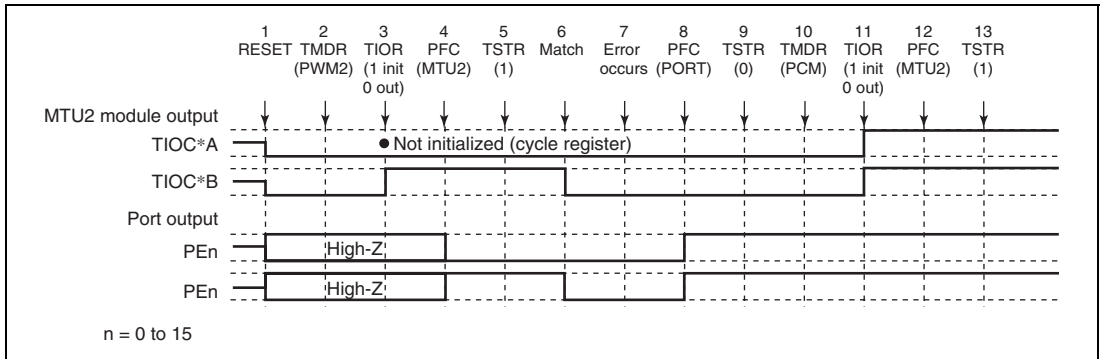 1 2 3 4 5 6 7 8 9 10 11 12 13
RESET TMDR TIOR PFC TSTR Match Error PFC TSTR TMDR TIOR PFC TSTR
(PWM2) (1 init (MTU2) (1) occurs (PORT) (0) (PCM) (1 init (MTU2) (1)
0 out) 0 out)
MTU2 module output
TIOC*A ● Not initialized (cycle register)
TIOC*B
Port output
PEn High-Z
PEn High-Z
n = 0 to 15